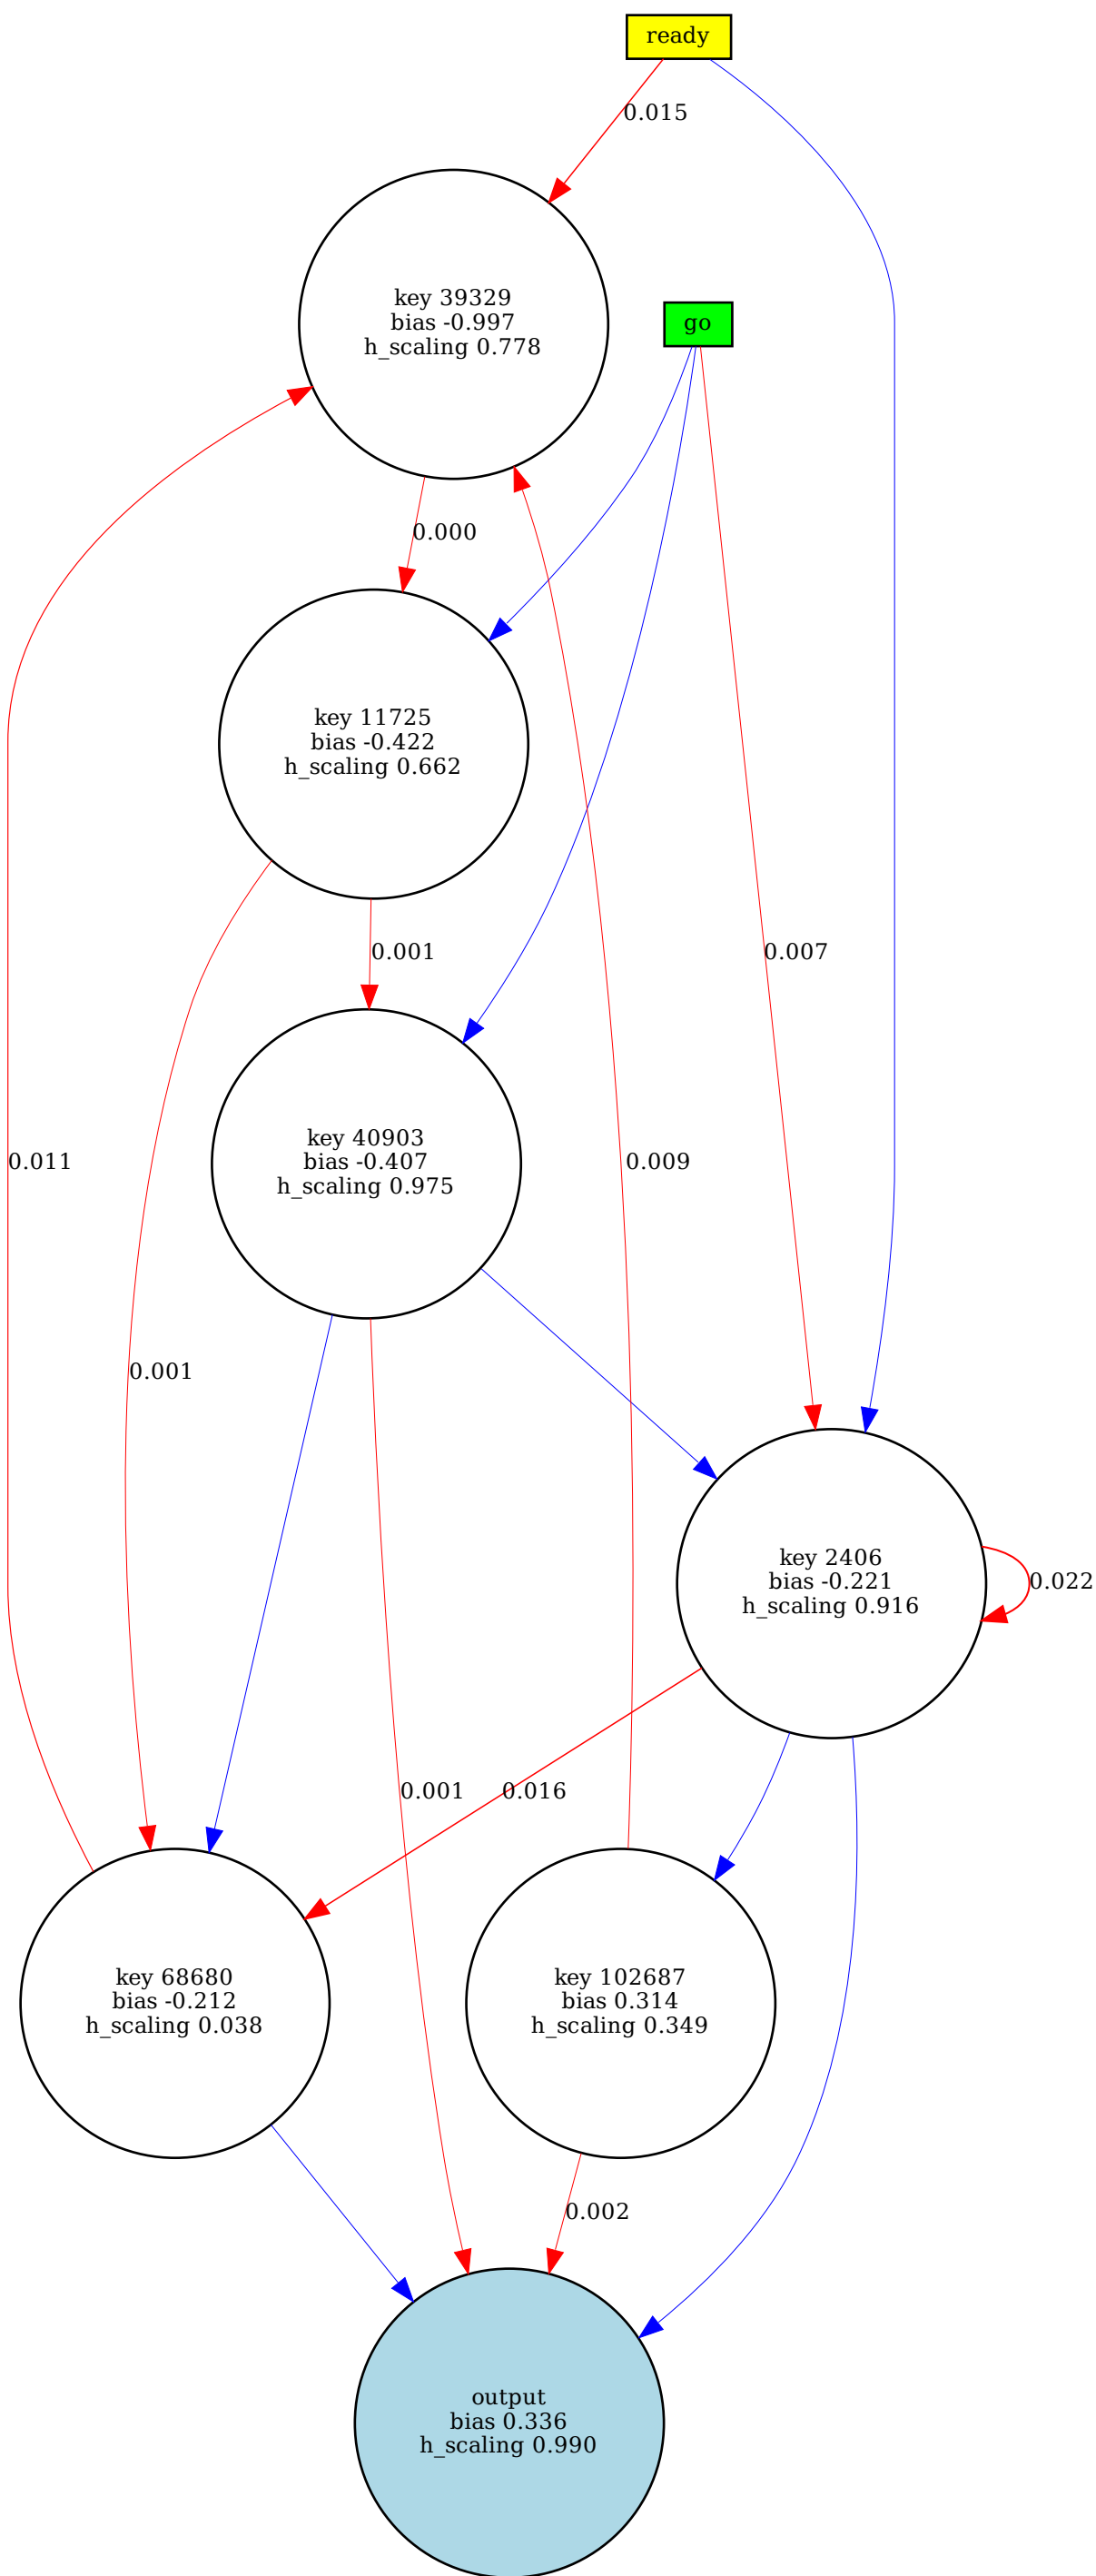 ready
0.015
key 39329
bias -0.997
h_scaling 0.778
go
0.000
key 11725
bias -0.422
h_scaling 0.662
0.001
0.007
key 40903
bias -0.407
h_scaling 0.975
0.011
0.009
0.001
key 2406
bias -0.221
h_scaling 0.916
0.022
0.001
0.016
key 68680
bias -0.212
h_scaling 0.038
key 102687
bias 0.314
h_scaling 0.349
0.002
output
bias 0.336
h_scaling 0.990